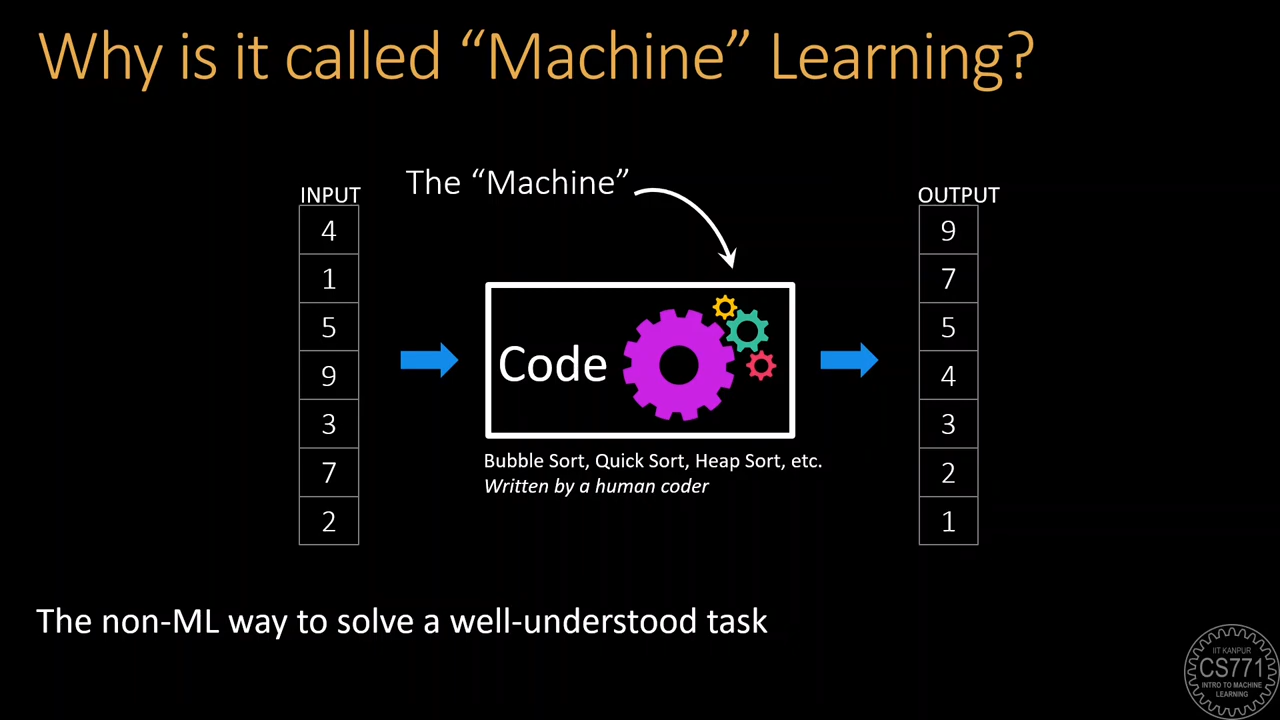 Why is it called “Machine” Learning?
The “Machine”
INPUT
4
1
5
9
3
7
2
Code
Bubble Sort, Quick Sort, Heap Sort, etc.
Written by a human coder
OUTPUT
9
7
5
4
3
2
1
The non-ML way to solve a well-understood task
IIT KANPUR
CS771
INTRO TO MACHINE
LEARNING